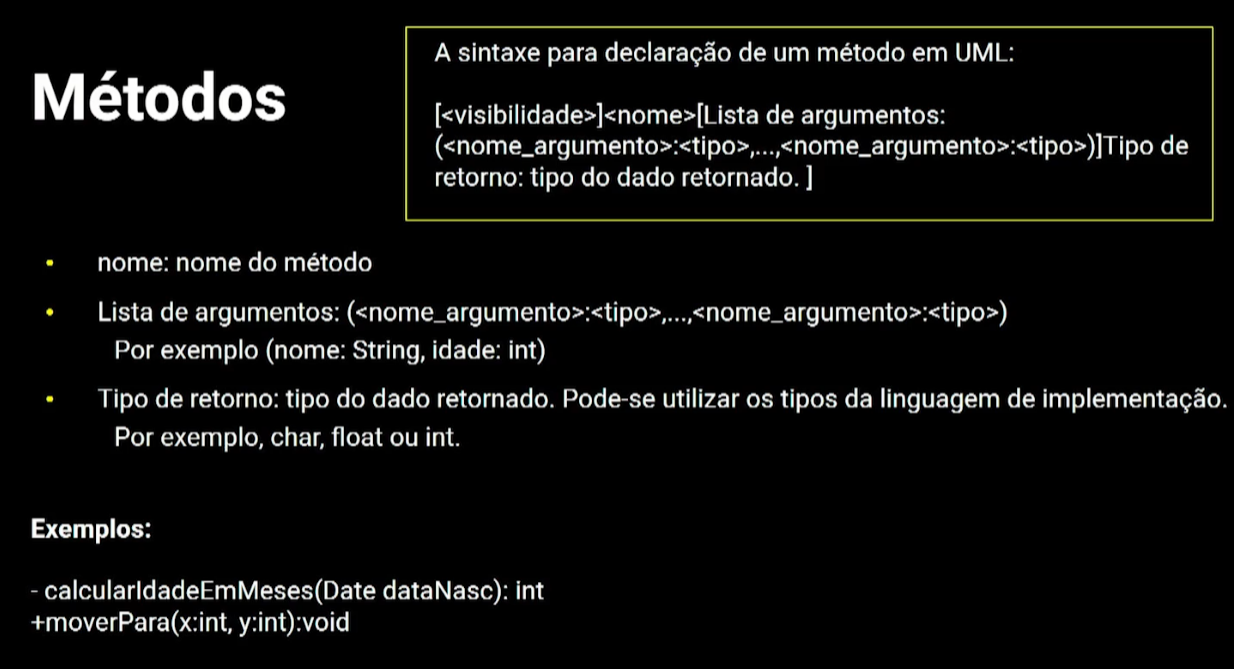 Métodos
A sintaxe para declaração de um método em UML:
[<visibilidade>]<nome>[Lista de argumentos:
(<nome_argumento>:<tipo>,...,<nome_argumento>:<tipo>)]Tipo de
retorno: tipo do dado retornado. ]
• nome: nome do método
• Lista de argumentos: (<nome_argumento>:<tipo>,...,<nome_argumento>:<tipo>)
Por exemplo (nome: String, idade: int)
• Tipo de retorno: tipo do dado retornado. Pode-se utilizar os tipos da linguagem de implementação.
Por exemplo, char, float ou int.
Exemplos:
- calcularIdadeEmMeses(Date dataNasc): int
+moverPara(x:int, y:int):void